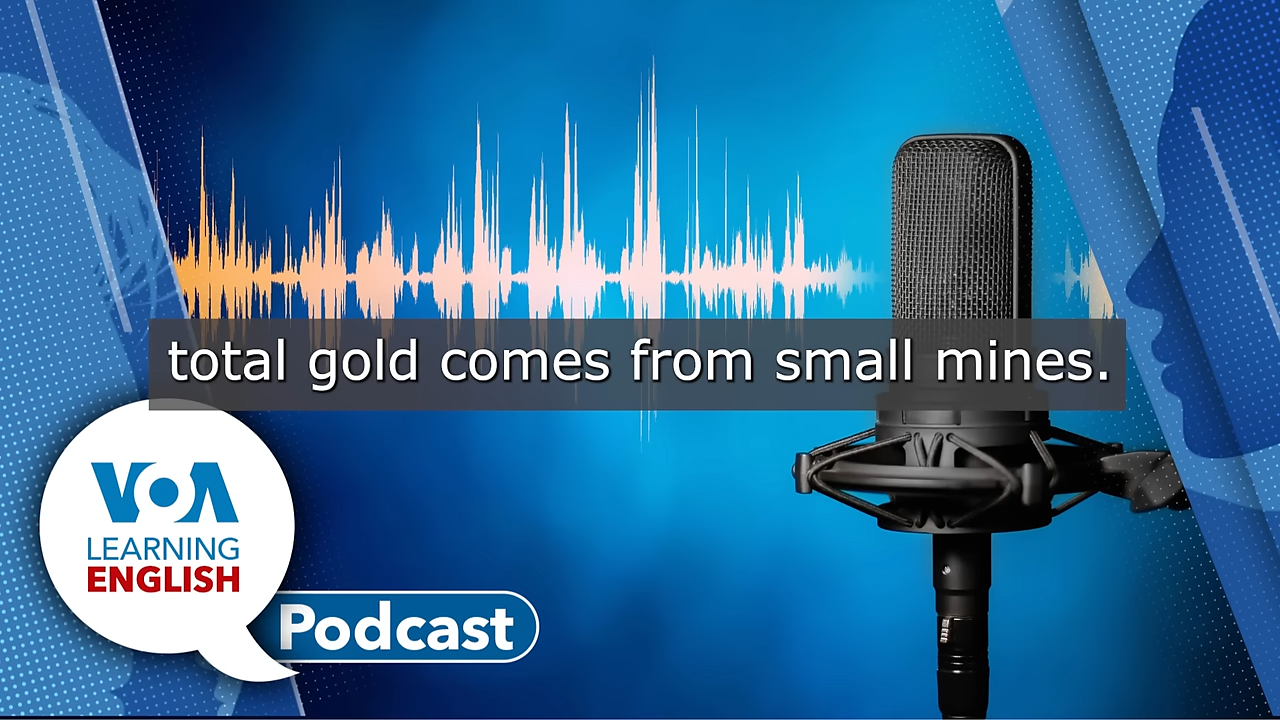 total gold comes from small mines.
VOA
LEARNING
ENGLISH
Podcast